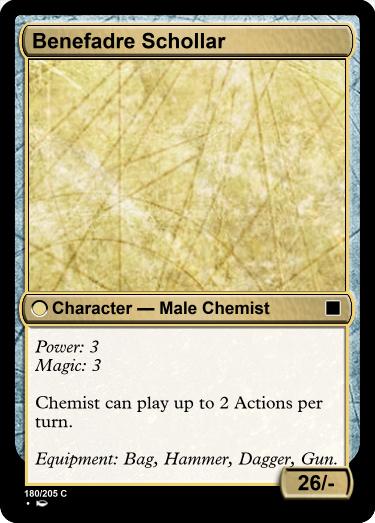 Benefadre Schollar
Character — Male Chemist
Power: 3
Magic: 3
Chemist can play up to 2 Actions per
turn.
Equipment: Bag, Hammer, Dagger, Gun.
26/-
180/205 C